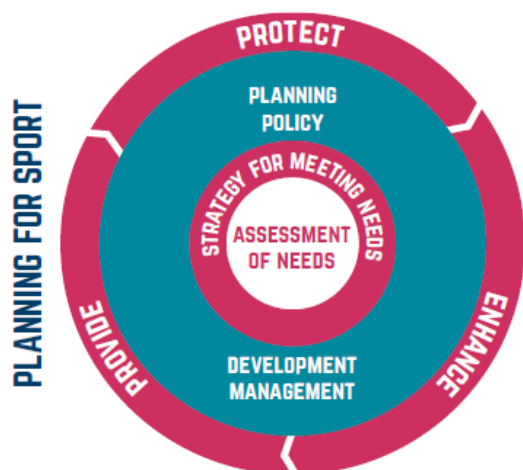 PLANNING FOR SPORT
PROTECT
PLANNING
POLICY
STRATEGY FOR MEETING NEEDS
ASSESSMENT
OF NEEDS
DEVELOPMENT
MANAGEMENT
PROVIDE
ENHANCE